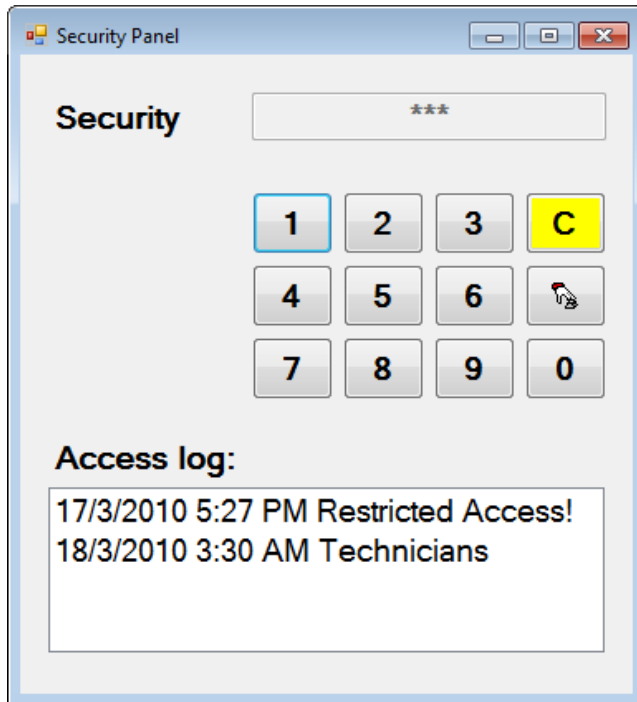 Security Panel
Security ***
1 2 3 C
4 5 6
7 8 9 0
Access log:
17/3/2010 5:27 PM Restricted Access!
18/3/2010 3:30 AM Technicians